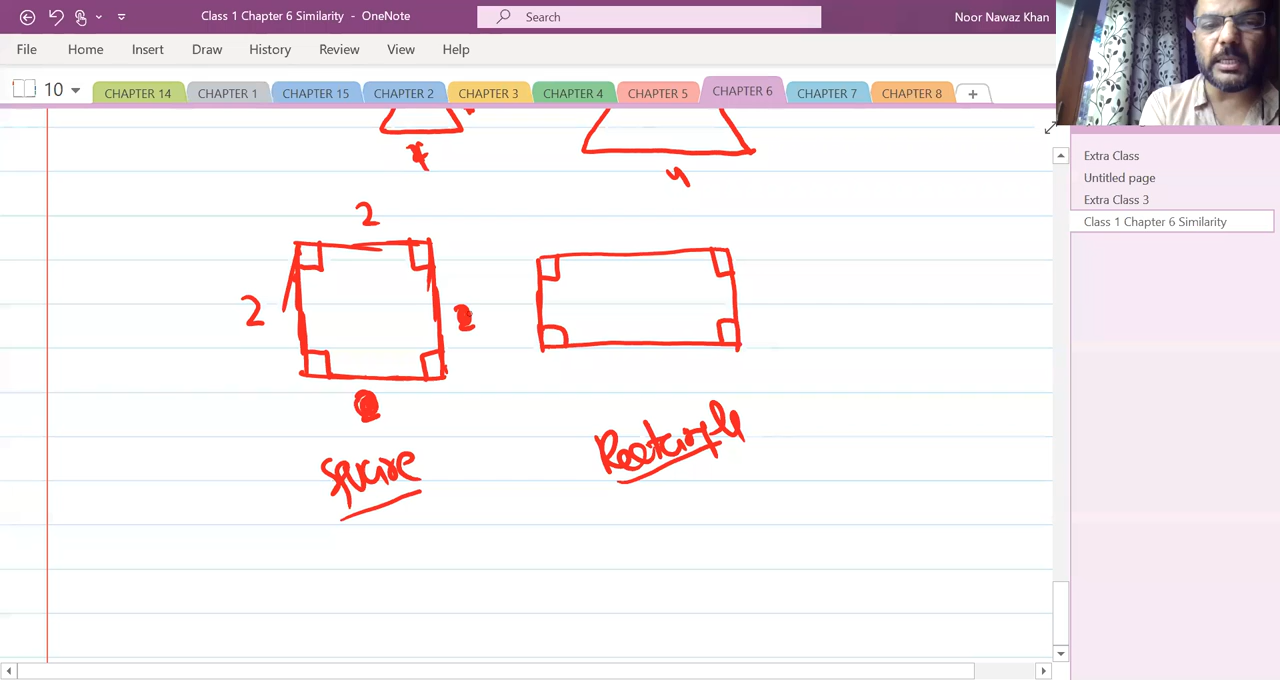 Class 1 Chapter 6 Similarity - OneNote
Search
Noor Nawaz Khan
File Home Insert Draw History Review View Help
10 CHAPTER 14 CHAPTER 1 CHAPTER 15 CHAPTER 2 CHAPTER 3 CHAPTER 4 CHAPTER 5 CHAPTER 6 CHAPTER 7 CHAPTER 8 +
Extra Class
Untitled page
Extra Class 3
Class 1 Chapter 6 Similarity
4
2
2
2
Square
Rectangle